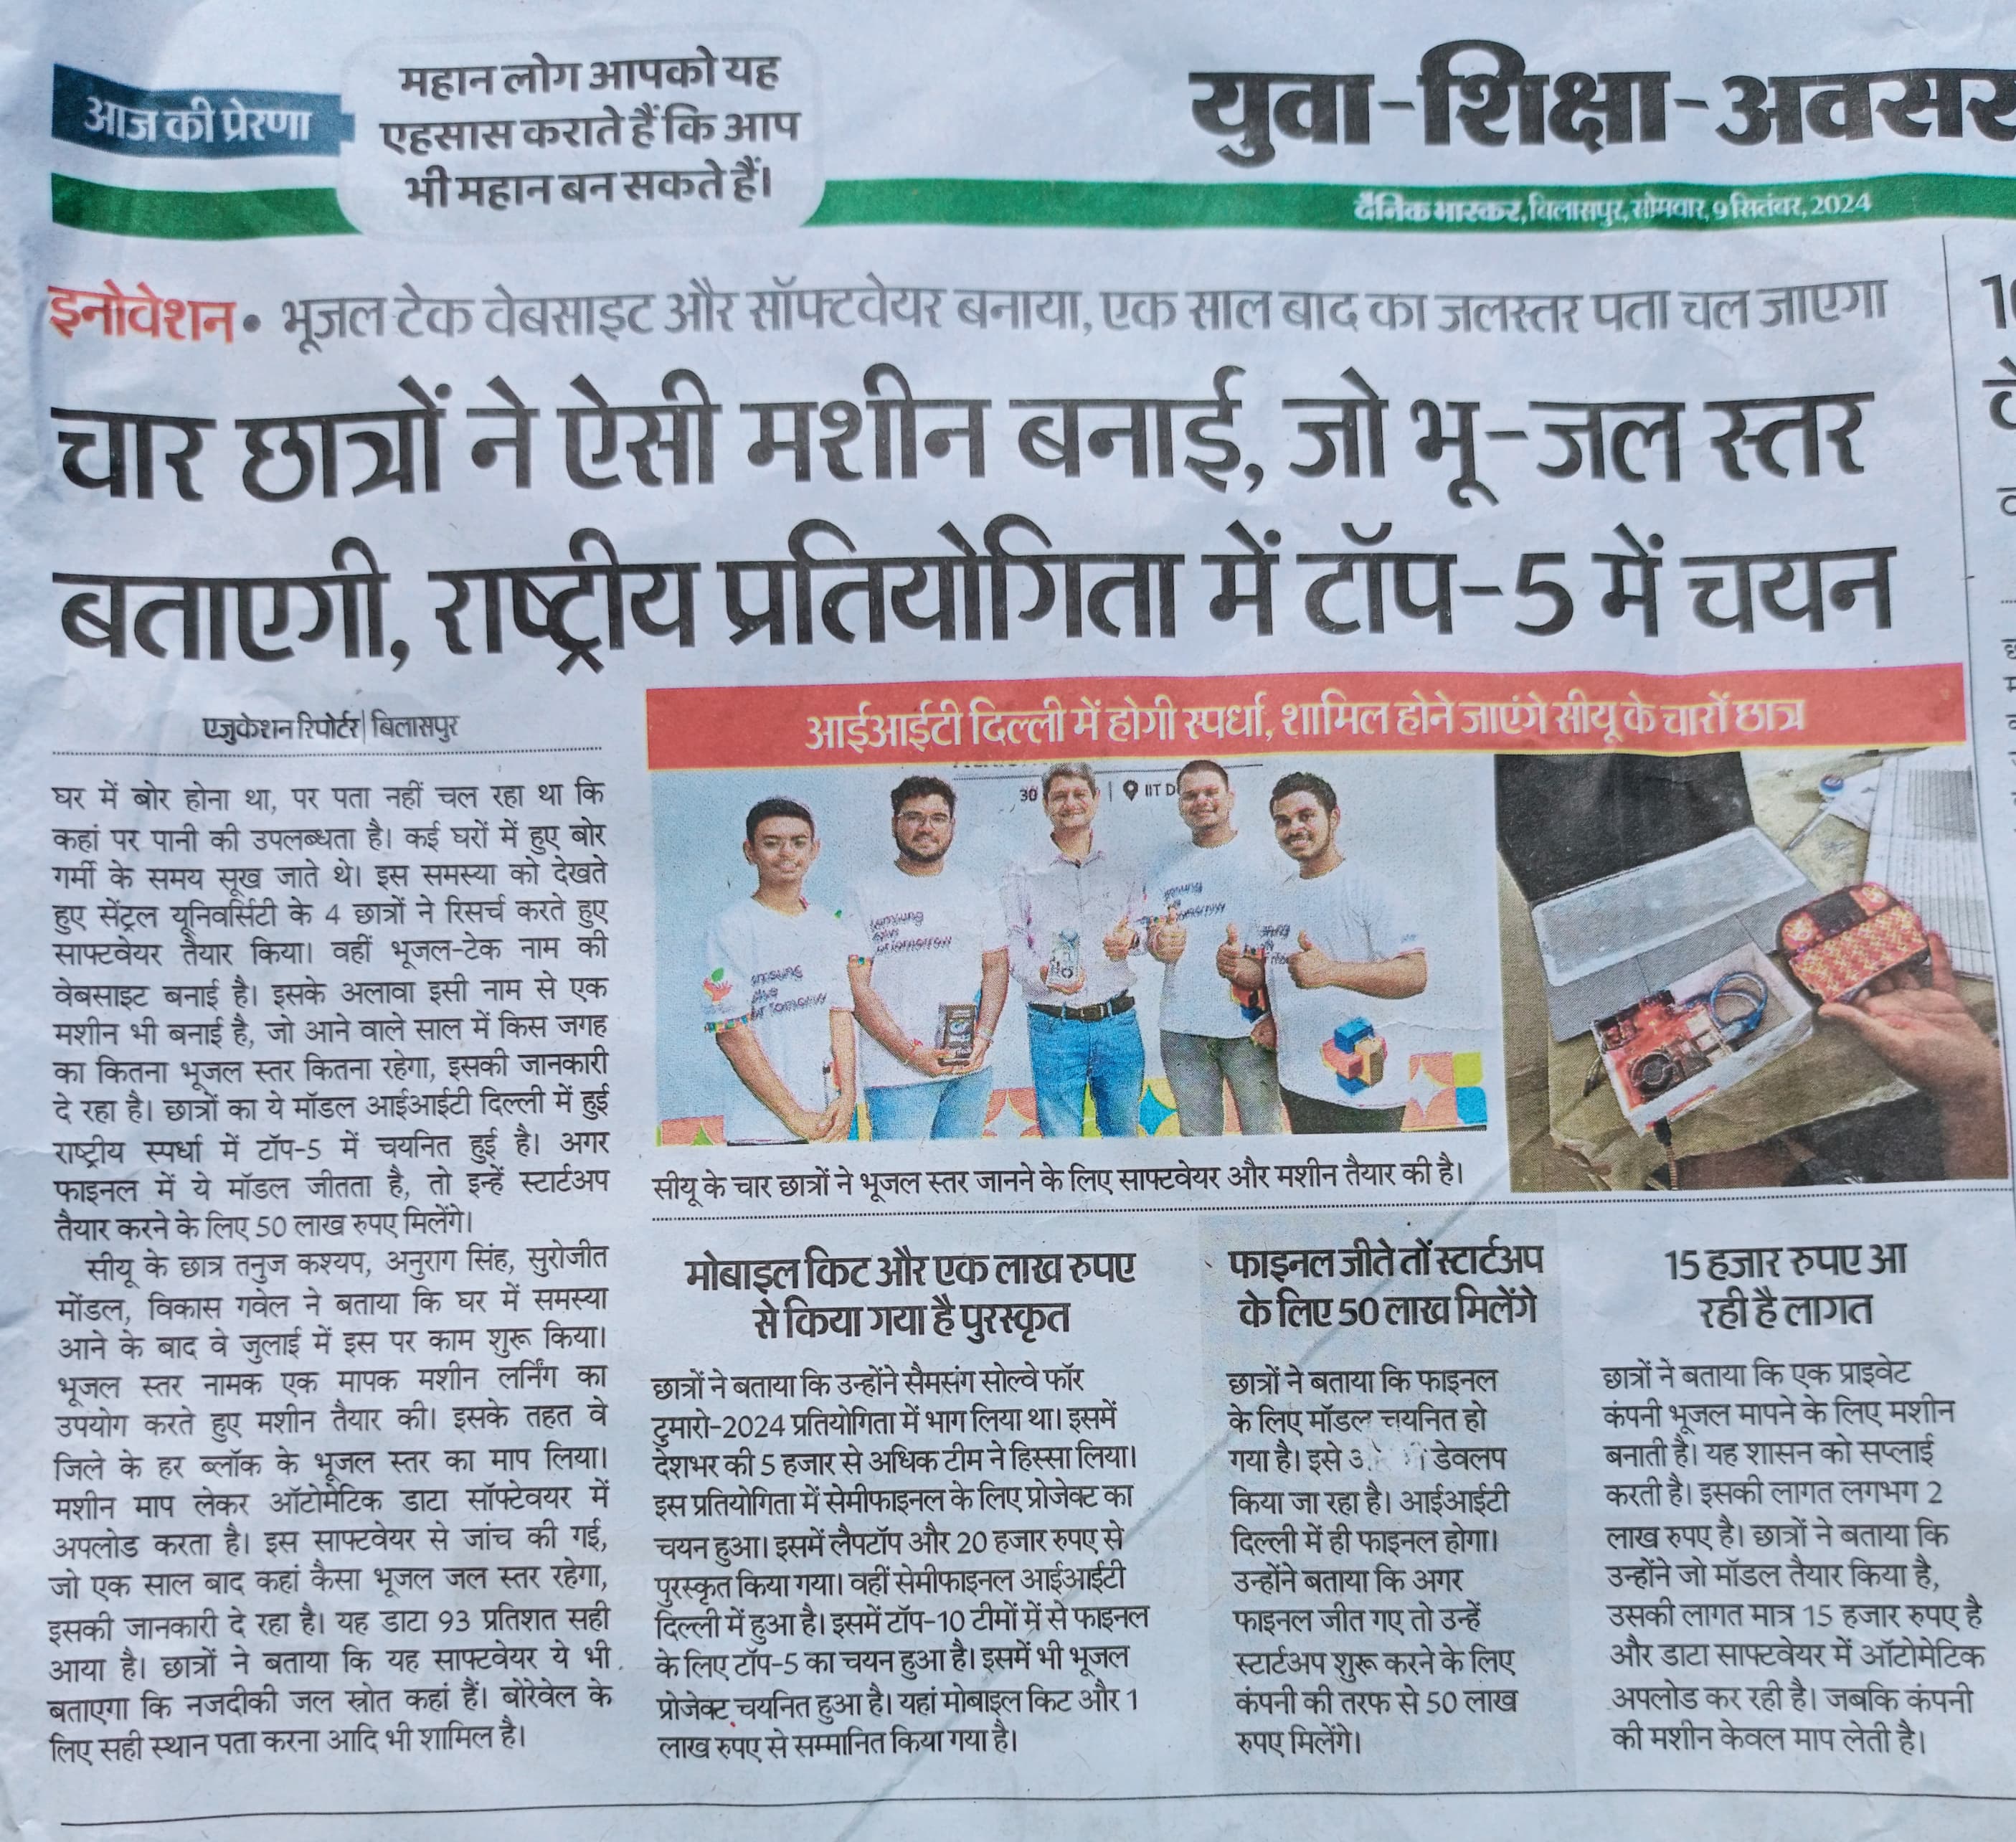 आज की प्रेरणा
महान लोग आपको यह
एहसास कराते हैं कि आप
भी महान बन सकते हैं।
युवा-शिक्षा-अवसर
दैनिक भास्कर, बिलासपुर, सोमवार, 9 सितंबर, 2024
इनोवेशन • भूजल टेक वेबसाइट और सॉफ्टवेयर बनाया, एक साल बाद का जलस्तर पता चल जाएगा
चार छात्रों ने ऐसी मशीन बनाई, जो भू-जल स्तर
बताएगी, राष्ट्रीय प्रतियोगिता में टॉप-5 में चयन
एजुकेशन रिपोर्टर | बिलासपुर
घर में बोर होना था, पर पता नहीं चल रहा था कि
कहां पर पानी की उपलब्धता है। कई घरों में हुए बोर
गर्मी के समय सूख जाते थे। इस समस्या को देखते
हुए सेंट्रल यूनिवर्सिटी के 4 छात्रों ने रिसर्च करते हुए
साफ्टवेयर तैयार किया। वहीं भूजल-टेक नाम की
वेबसाइट बनाई है। इसके अलावा इसी नाम से एक
मशीन भी बनाई है, जो आने वाले साल में किस जगह
का कितना भूजल स्तर कितना रहेगा, इसकी जानकारी
दे रहा है। छात्रों का ये मॉडल आईआईटी दिल्ली में हुई
राष्ट्रीय स्पर्धा में टॉप-5 में चयनित हुई है। अगर
फाइनल में ये मॉडल जीतता है, तो इन्हें स्टार्टअप
तैयार करने के लिए 50 लाख रुपए मिलेंगे।
सीयू के छात्र तनुज कश्यप, अनुराग सिंह, सुरोजीत
मोंडल, विकास गवेल ने बताया कि घर में समस्या
आने के बाद वे जुलाई में इस पर काम शुरू किया।
भूजल स्तर नामक एक मापक मशीन लर्निंग का
उपयोग करते हुए मशीन तैयार की। इसके तहत वे
जिले के हर ब्लॉक के भूजल स्तर का माप लिया।
मशीन माप लेकर ऑटोमेटिक डाटा सॉफ्टेवयर में
अपलोड करता है। इस साफ्टवेयर से जांच की गई,
जो एक साल बाद कहां कैसा भूजल जल स्तर रहेगा,
इसकी जानकारी दे रहा है। यह डाटा 93 प्रतिशत सही
आया है। छात्रों ने बताया कि यह साफ्टवेयर ये भी
बताएगा कि नजदीकी जल स्रोत कहां हैं। बोरेवेल के
लिए सही स्थान पता करना आदि भी शामिल है।
आईआईटी दिल्ली में होगी स्पर्धा, शामिल होने जाएंगे सीयू के चारों छात्र
30 | IIT D
samsung
solve
for tomorrow
सीयू के चार छात्रों ने भूजल स्तर जानने के लिए साफ्टवेयर और मशीन तैयार की है।
मोबाइल किट और एक लाख रुपए
से किया गया है पुरस्कृत
छात्रों ने बताया कि उन्होंने सैमसंग सोल्वे फॉर
टुमारो-2024 प्रतियोगिता में भाग लिया था। इसमें
देशभर की 5 हजार से अधिक टीम ने हिस्सा लिया।
इस प्रतियोगिता में सेमीफाइनल के लिए प्रोजेक्ट का
चयन हुआ। इसमें लैपटॉप और 20 हजार रुपए से
पुरस्कृत किया गया। वहीं सेमीफाइनल आईआईटी
दिल्ली में हुआ है। इसमें टॉप-10 टीमों में से फाइनल
के लिए टॉप-5 का चयन हुआ है। इसमें भी भूजल
प्रोजेक्ट चयनित हुआ है। यहां मोबाइल किट और 1
लाख रुपए से सम्मानित किया गया है।
फाइनल जीते तों स्टार्टअप
के लिए 50 लाख मिलेंगे
छात्रों ने बताया कि फाइनल
के लिए मॉडल चयनित हो
गया है। इसे डेवलप
किया जा रहा है। आईआईटी
दिल्ली में ही फाइनल होगा।
उन्होंने बताया कि अगर
फाइनल जीत गए तो उन्हें
स्टार्टअप शुरू करने के लिए
कंपनी की तरफ से 50 लाख
रुपए मिलेंगे।
15 हजार रुपए आ
रही है लागत
छात्रों ने बताया कि एक प्राइवेट
कंपनी भूजल मापने के लिए मशीन
बनाती है। यह शासन को सप्लाई
करती है। इसकी लागत लगभग 2
लाख रुपए है। छात्रों ने बताया कि
उन्होंने जो मॉडल तैयार किया है,
उसकी लागत मात्र 15 हजार रुपए है
और डाटा साफ्टवेयर में ऑटोमेटिक
अपलोड कर रही है। जबकि कंपनी
की मशीन केवल माप लेती है।